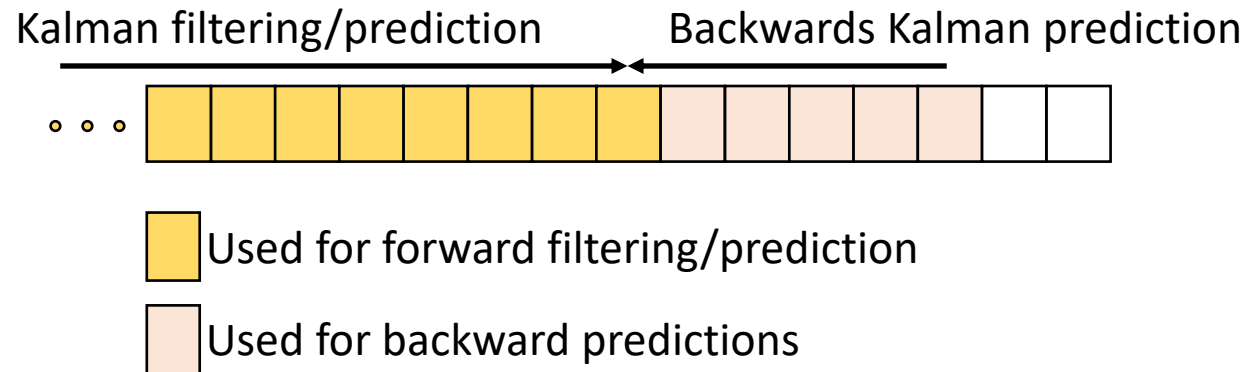 Kalman filtering/prediction Backwards Kalman prediction
Used for forward filtering/prediction
Used for backward predictions